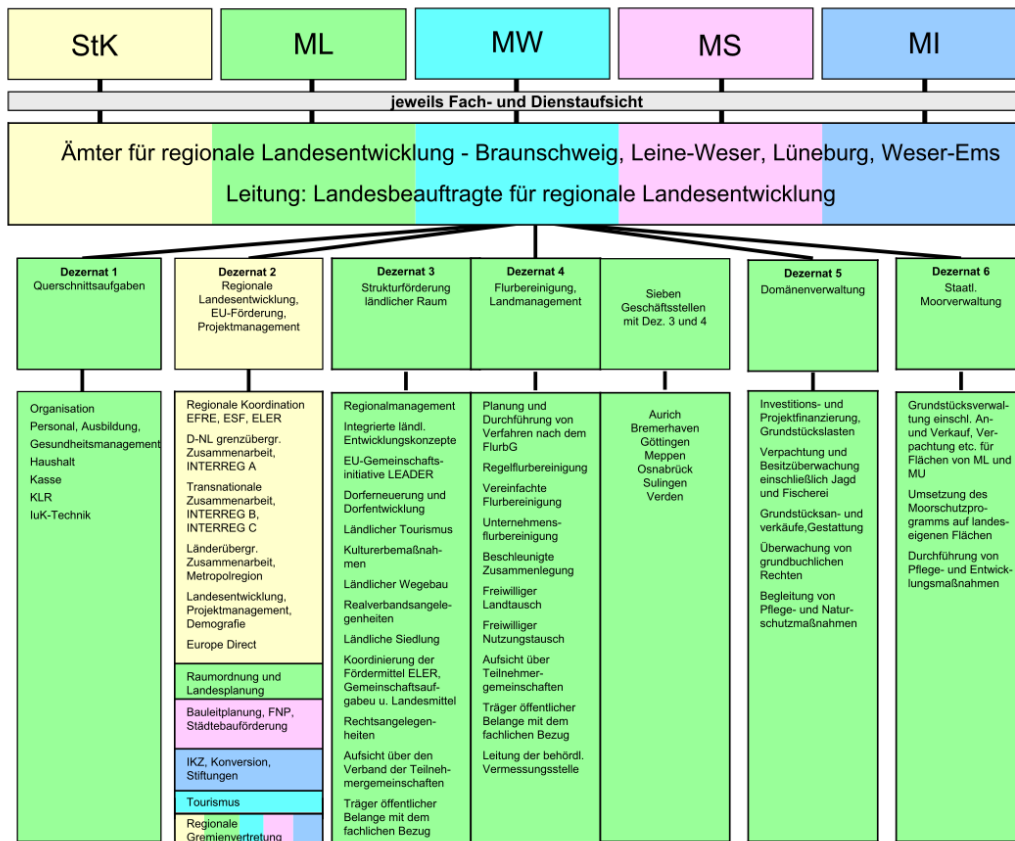 StK
ML
MW
MS
MI
jeweils Fach- und Dienstaufsicht
Ämter für regionale Landesentwicklung - Braunschweig, Leine-Weser, Lüneburg, Weser-Ems
Leitung: Landesbeauftragte für regionale Landesentwicklung
Dezernat 1
Querschnittsaufgaben
Dezernat 2
Regionale
Landesentwicklung,
EU-Förderung,
Projektmanagement
Dezernat 3
Strukturförderung
ländlicher Raum
Dezernat 4
Flurbereinigung,
Landmanagement
Sieben
Geschäftsstellen
mit Dez. 3 und 4
Dezernat 5
Domänenverwaltung
Dezernat 6
Staatl.
Moorverwaltung
Organisation
Personal, Ausbildung,
Gesundheitsmanagement
Haushalt
Kasse
KLR
IuK-Technik
Regionale Koordination
EFRE, ESF, ELER
D-NL grenzübergr.
Zusammenarbeit,
INTERREG A
Transnationale
Zusammenarbeit,
INTERREG B,
INTERREG C
Länderübergr.
Zusammenarbeit,
Metropolregion
Landesentwicklung,
Projektmanagement,
Demografie
Europe Direct
Raumordnung und
Landesplanung
Bauleitplanung, FNP,
Städtebauförderung
IKZ, Konversion,
Stiftungen
Tourismus
Regionale
Gremienvertretung
Regionalmanagement
Integrierte ländl.
Entwicklungskonzepte
EU-Gemeinschafts-
initiative LEADER
Dorferneuerung und
Dorfentwicklung
Ländlicher Tourismus
Kulturerbemaßnah-
men
Ländlicher Wegebau
Realverbandsangele-
genheiten
Ländliche Siedlung
Koordinierung der
Fördermittel ELER,
Gemeinschaftsauf-
gabeu u. Landesmittel
Rechtsangelegen-
heiten
Aufsicht über den
Verband der Teilneh-
mergemeinschaften
Träger öffentlicher
Belange mit dem
fachlichen Bezug
Planung und
Durchführung von
Verfahren nach dem
FlurbG
Regelflurbereinigung
Vereinfachte
Flurbereinigung
Unternehmens-
flurbereinigung
Beschleunigte
Zusammenlegung
Freiwilliger
Landtausch
Freiwilliger
Nutzungstausch
Aufsicht über
Teilnehmer-
gemeinschaften
Träger öffentlicher
Belange mit dem
fachlichen Bezug
Leitung der behördl.
Vermessungsstelle
Aurich
Bremerhaven
Göttingen
Meppen
Osnabrück
Sulingen
Verden
Investitions- und
Projektfinanzierung,
Grundstückslasten
Verpachtung und
Besitzüberwachung
einschließlich Jagd
und Fischerei
Grundstücksan- und
verkäufe,Gestattung
Überwachung von
grundbuchlichen
Rechten
Begleitung von
Pflege- und Natur-
schutzmaßnahmen
Grundstücksverwal-
tung einschl. An-
und Verkauf, Ver-
pachtung etc. für
Flächen von ML und
MU
Umsetzung des
Moorschutzpro-
gramms auf landes-
eigenen Flächen
Durchführung von
Pflege- und Entwick-
lungsmaßnahmen